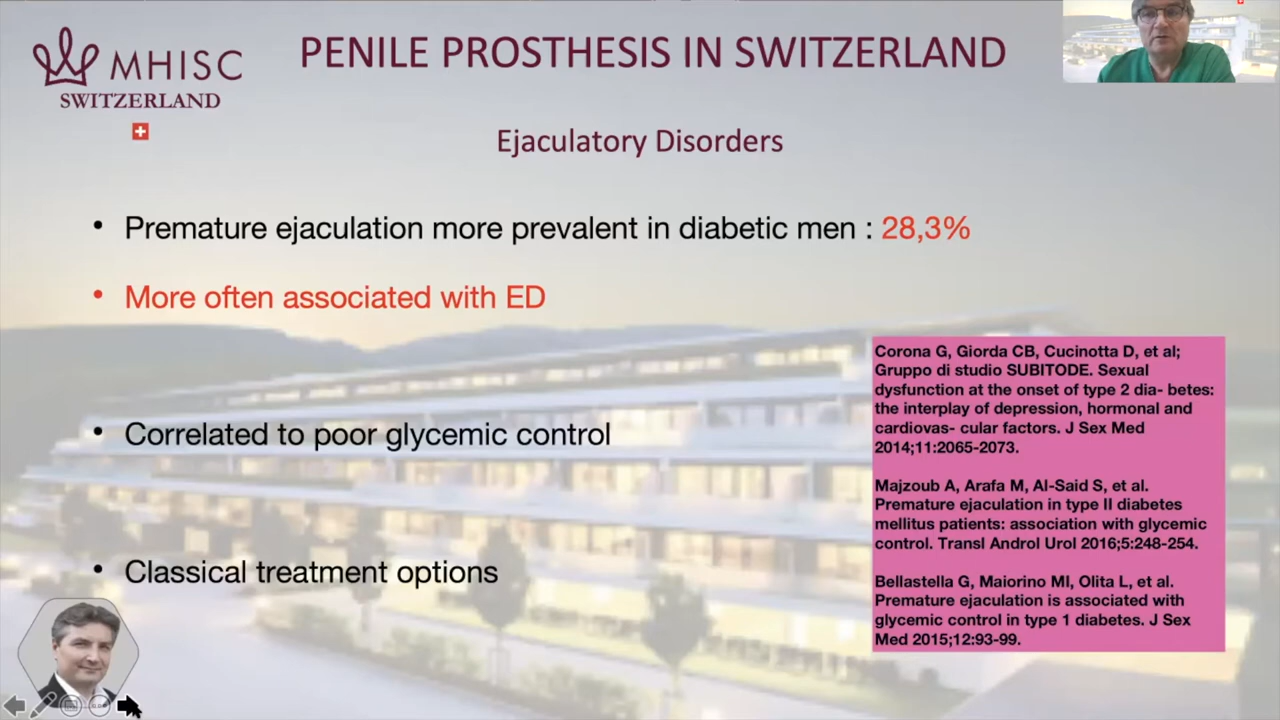 MHISC
SWITZERLAND
PENILE PROSTHESIS IN SWITZERLAND
Ejaculatory Disorders
• Premature ejaculation more prevalent in diabetic men : 28,3%
• More often associated with ED
• Correlated to poor glycemic control
• Classical treatment options
Corona G, Giorda CB, Cucinotta D, et al;
Gruppo di studio SUBITODE. Sexual
dysfunction at the onset of type 2 dia- betes:
the interplay of depression, hormonal and
cardiovas- cular factors. J Sex Med
2014;11:2065-2073.
Majzoub A, Arafa M, Al-Said S, et al.
Premature ejaculation in type II diabetes
mellitus patients: association with glycemic
control. Transl Androl Urol 2016;5:248-254.
Bellastella G, Maiorino MI, Olita L, et al.
Premature ejaculation is associated with
glycemic control in type 1 diabetes. J Sex
Med 2015;12:93-99.